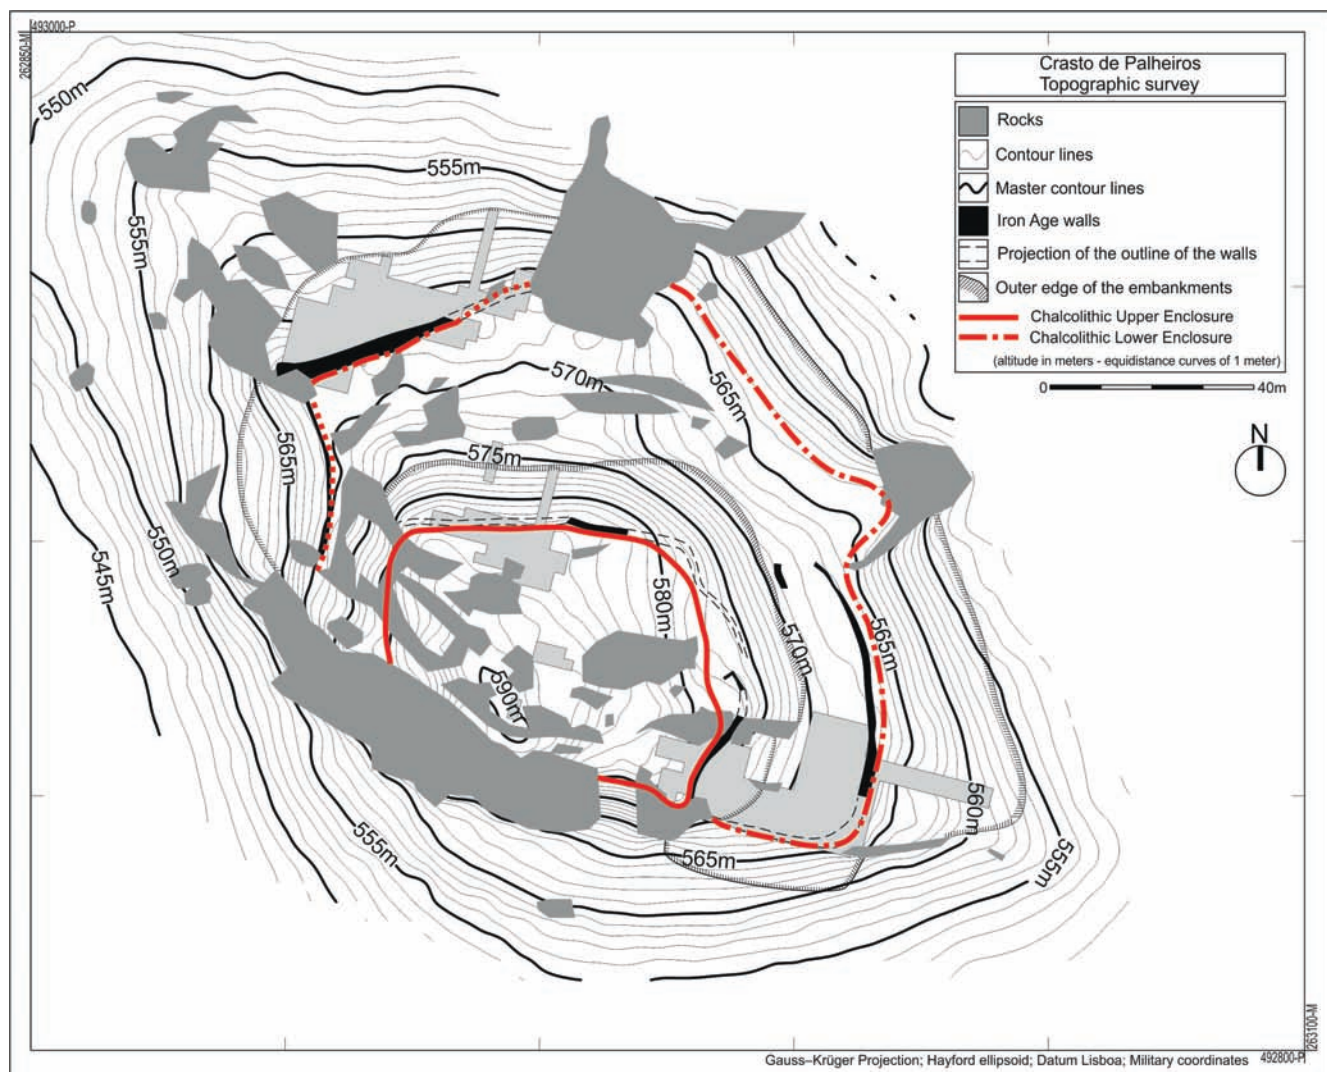 493000-P
262850-M
Crasto de Palheiros
Topographic survey
Rocks
Contour lines
Master contour lines
Iron Age walls
Projection of the outline of the walls
Outer edge of the embankments
Chalcolithic Upper Enclosure
Chalcolithic Lower Enclosure
(altitude in meters - equidistance curves of 1 meter)
0 40m
N
550m
555m
555m
570m
565m
575m
565m
550m
545m
580m
570m
565m
590m
560m
555m
565m
555m
263100-M
Gauss–Krüger Projection; Hayford ellipsoid; Datum Lisboa; Military coordinates
492800-P